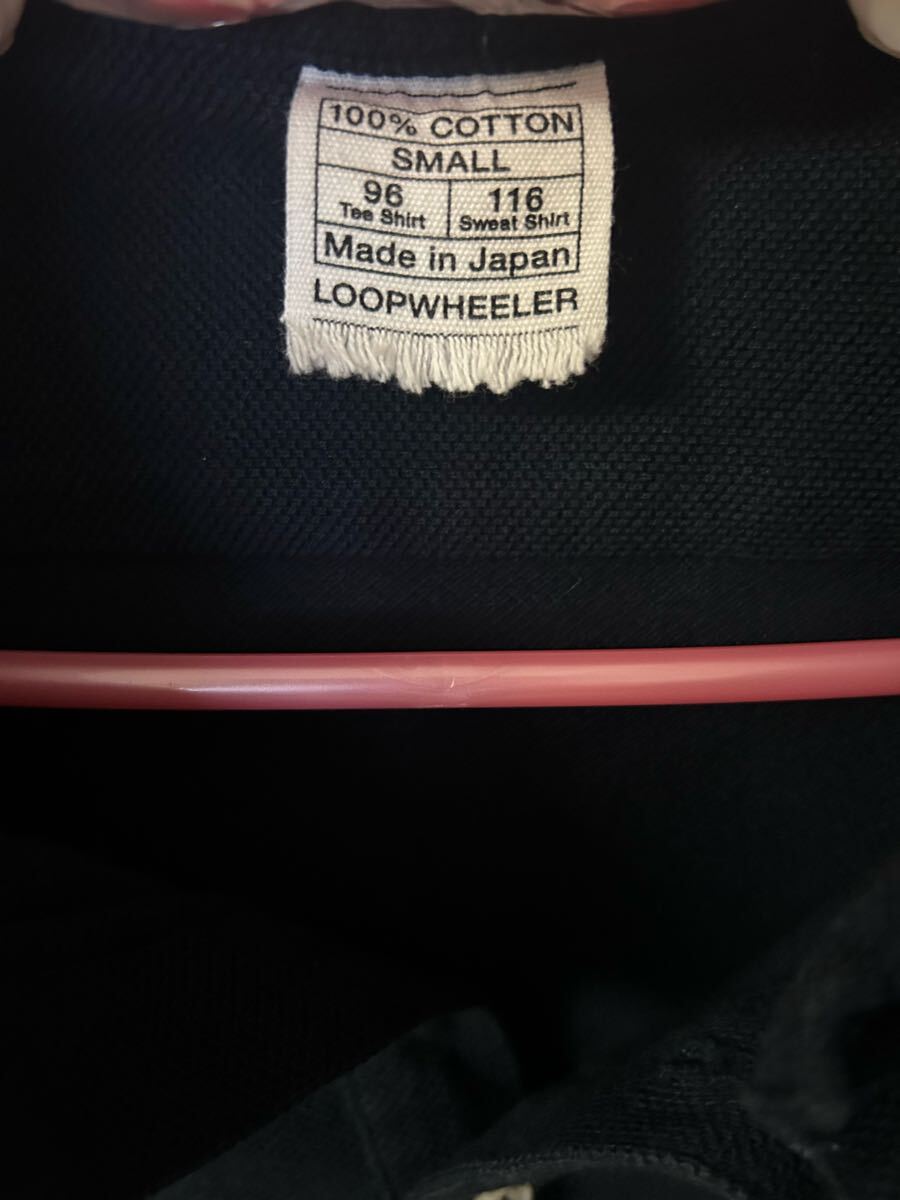 100% COTTON
SMALL
96 116
Tee Shirt Sweat Shirt
Made in Japan
LOOPWHEELER